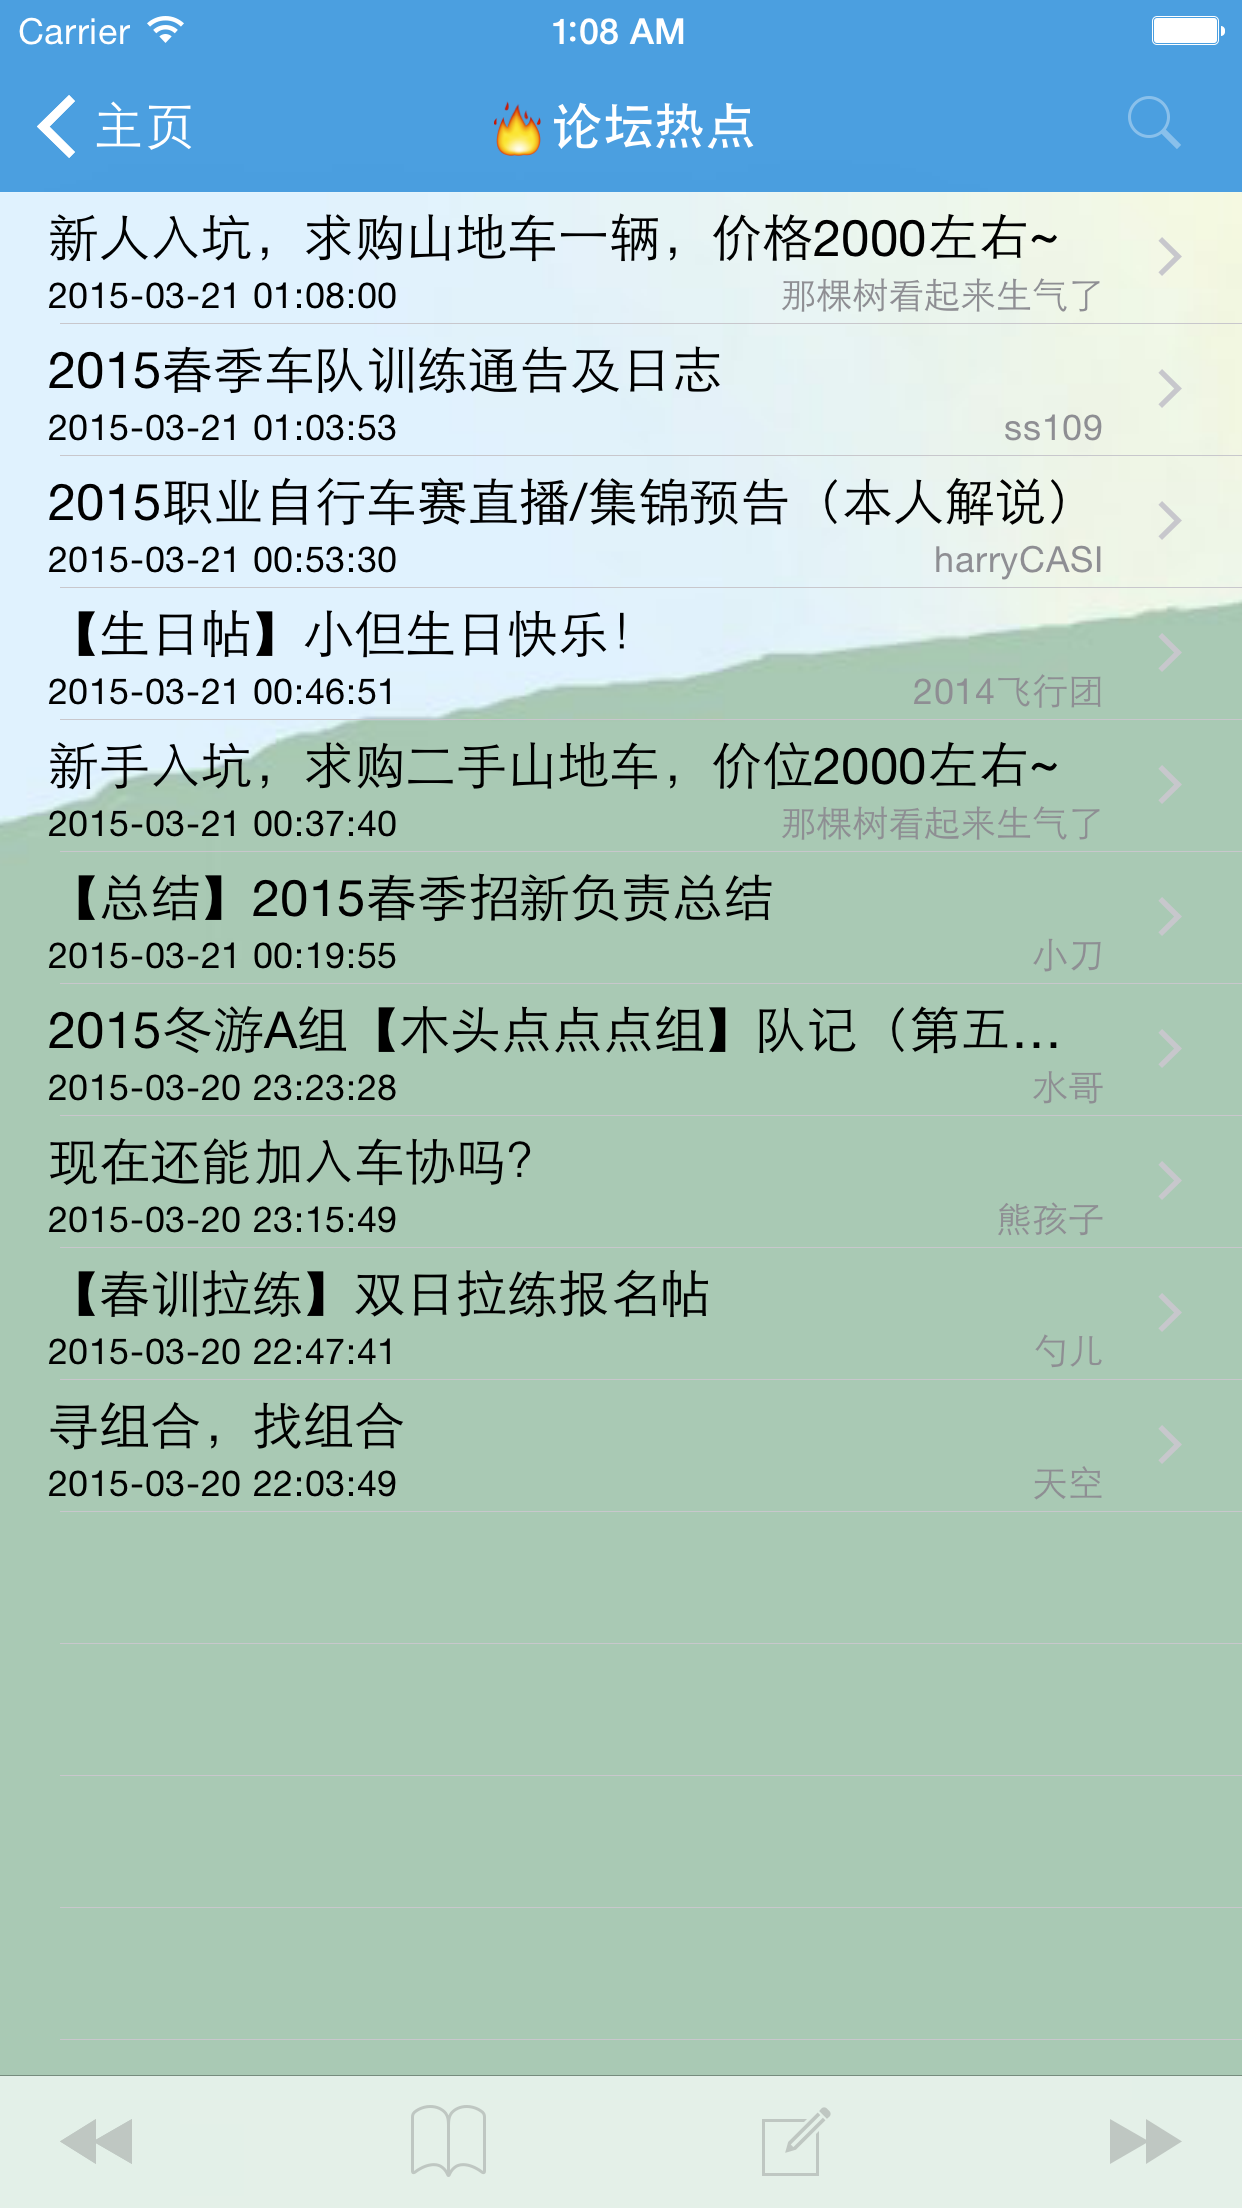 Carrier 1:08 AM
主页 🔥论坛热点
新人入坑，求购山地车一辆，价格2000左右~
2015-03-21 01:08:00 那棵树看起来生气了
2015春季车队训练通告及日志
2015-03-21 01:03:53 ss109
2015职业自行车赛直播/集锦预告（本人解说）
2015-03-21 00:53:30 harryCASI
【生日帖】小但生日快乐！
2015-03-21 00:46:51 2014飞行团
新手入坑，求购二手山地车，价位2000左右~
2015-03-21 00:37:40 那棵树看起来生气了
【总结】2015春季招新负责总结
2015-03-21 00:19:55 小刀
2015冬游A组【木头点点点组】队记（第五...
2015-03-20 23:23:28 水哥
现在还能加入车协吗？
2015-03-20 23:15:49 熊孩子
【春训拉练】双日拉练报名帖
2015-03-20 22:47:41 勺儿
寻组合，找组合
2015-03-20 22:03:49 天空